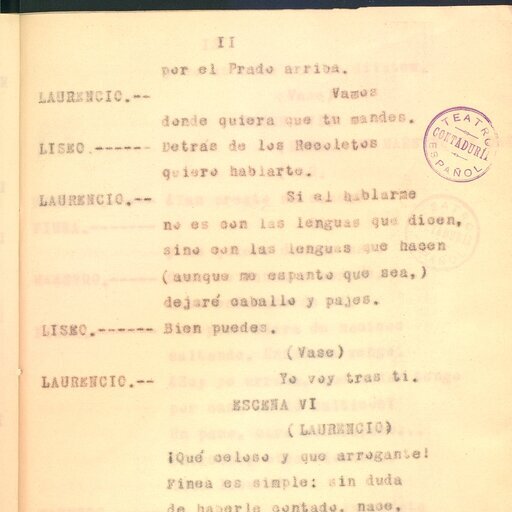 II
por el Prado arriba.
LAURENCIO.-- Vamos
donde quiera que tu mandes.
LISEO.------ Detrás de los Recoletos
quiero hablarte.
LAURENCIO.-- Si al hablarme
no es con las lenguas que dicen,
sino con las lenguas que hacen
(aunque me espanto que sea,)
dejaré caballo y pajes.
LISEO.------ Bien puedes.
(Vase)
LAURENCIO.-- Yo voy tras ti.
ESCENA VI
(LAURENCIO)
¡Qué celoso y que arrogante!
Finea es simple; sin duda
de haberle contado, nace,
TEATRO
CONTADURÍA
ESPAÑOL